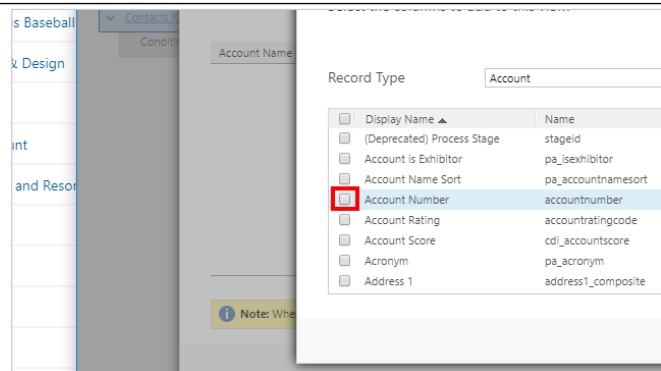 s Baseball
Contacts (
Conditio
& Design
Account Name
Record Type
Account
Display Name
Name
(Deprecated) Process Stage
stageid
unt
Account is Exhibitor
pa_isexhibitor
Account Name Sort
pa_accountnamesort
and Resor
Account Number
accountnumber
Account Rating
accountratingcode
Account Score
cdi_accountscore
Acronym
pa_acronym
Address 1
address1_composite
Note: Whe